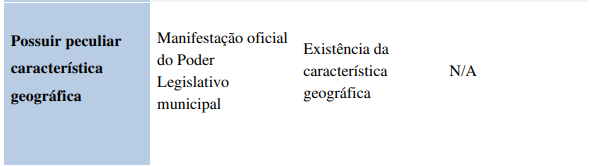 Possuir peculiar
característica
geográfica
Manifestação oficial
do Poder
Legislativo
municipal
Existência da
característica
geográfica
N/A